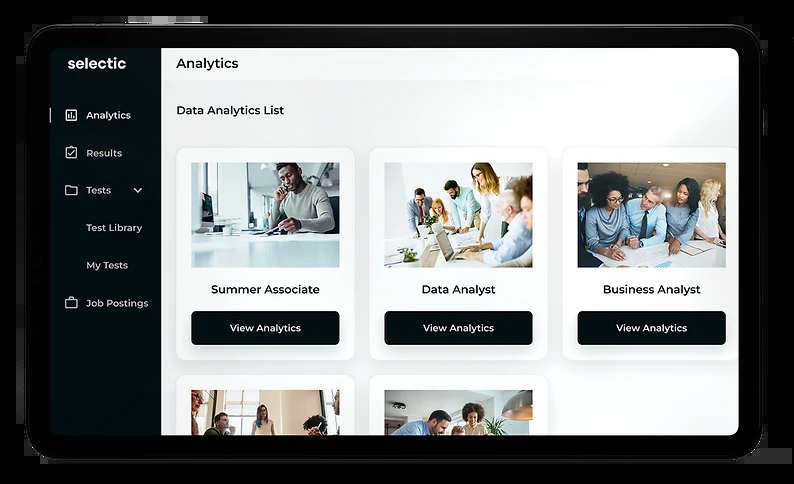 selectic
Analytics
Results
Tests
Test Library
My Tests
Job Postings
Analytics
Data Analytics List
Summer Associate
View Analytics
Data Analyst
View Analytics
Business Analyst
View Analytics